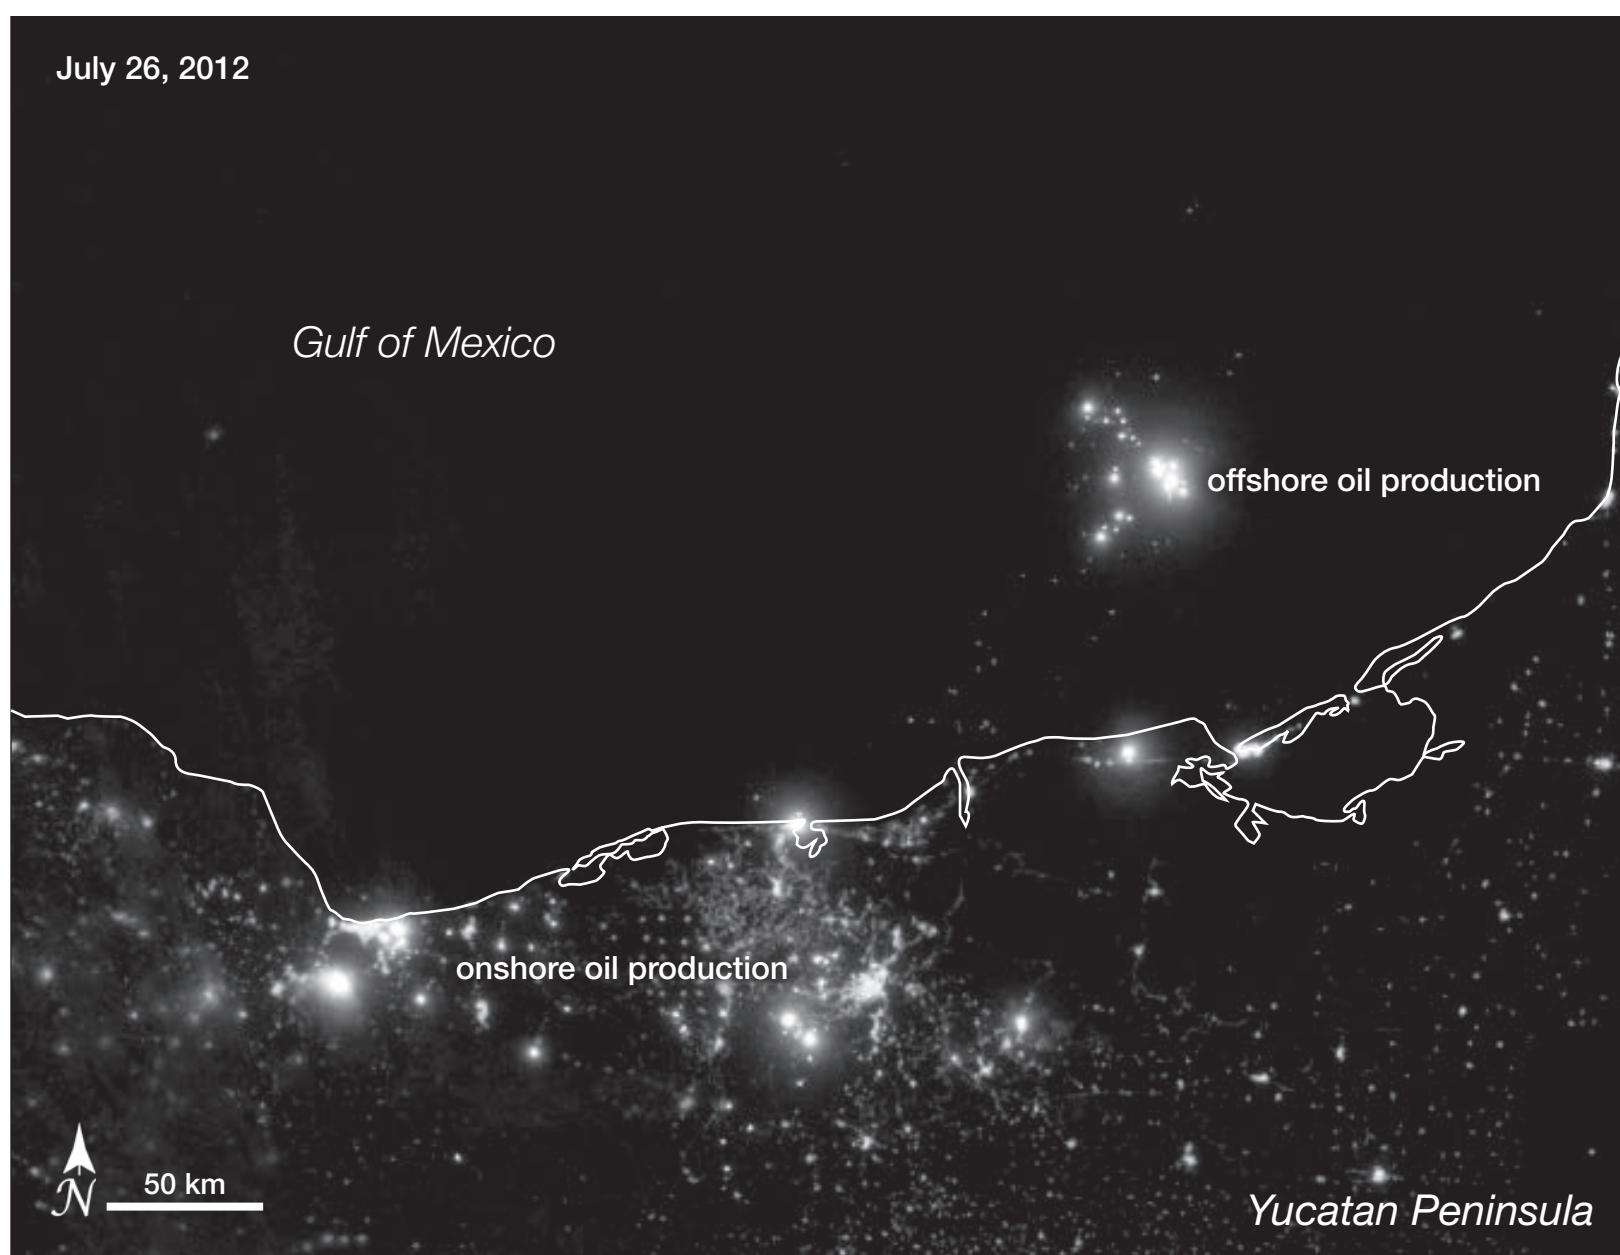 July 26, 2012
Gulf of Mexico
offshore oil production
onshore oil production
N
50 km
Yucatan Peninsula